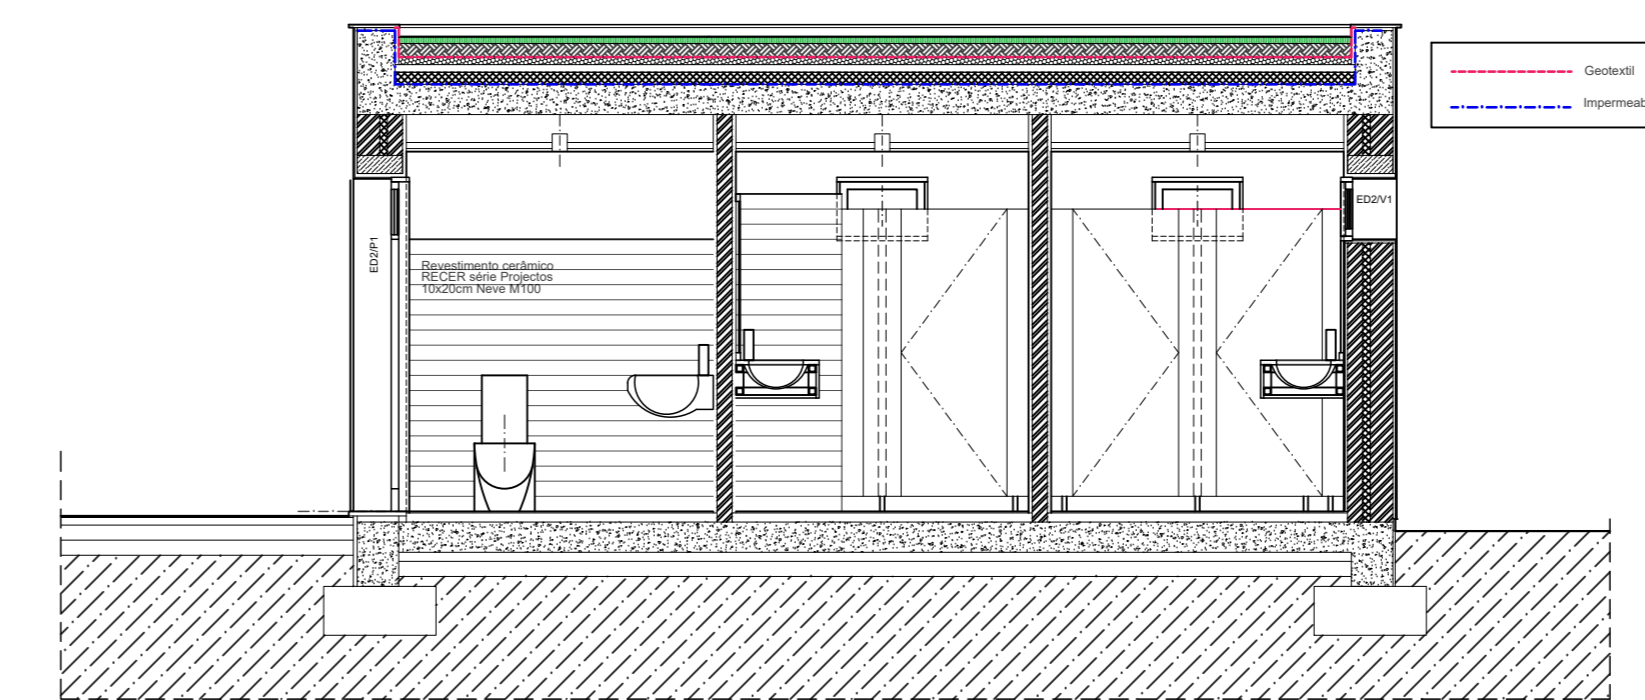 Geotextil
Impermeab
ED2/V1
ED2/P1
Revestimento cerâmico
RECER série Projectos
10x20cm Neve M100